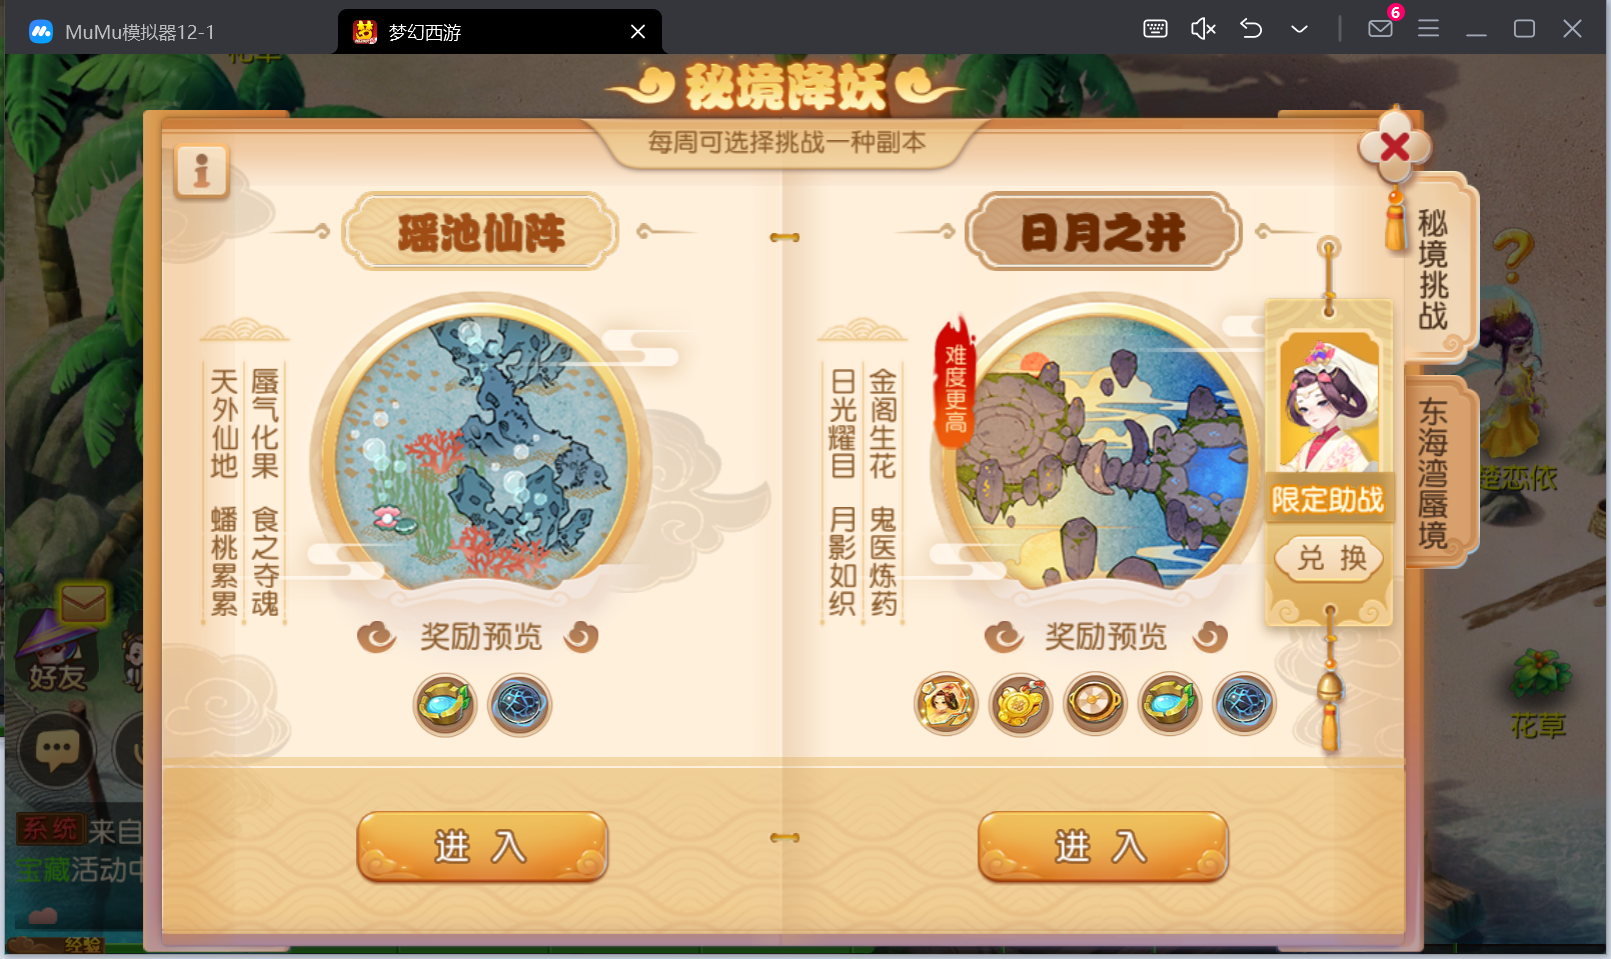 MuMu模拟器12-1
梦幻西游
6
花草
秘境降妖
每周可选择挑战一种副本
瑶池仙阵
日月之井
秘境挑战
东海湾蜃境
蜃气化果 食之夺魂
天外仙地 蟠桃累累
难度更高
金阁生花 鬼医炼药
日光耀目 月影如织
限定助战
兑换
奖励预览
奖励预览
进入
进入
楚恋依
花草
好友
系统 来自
宝藏活动中
经验